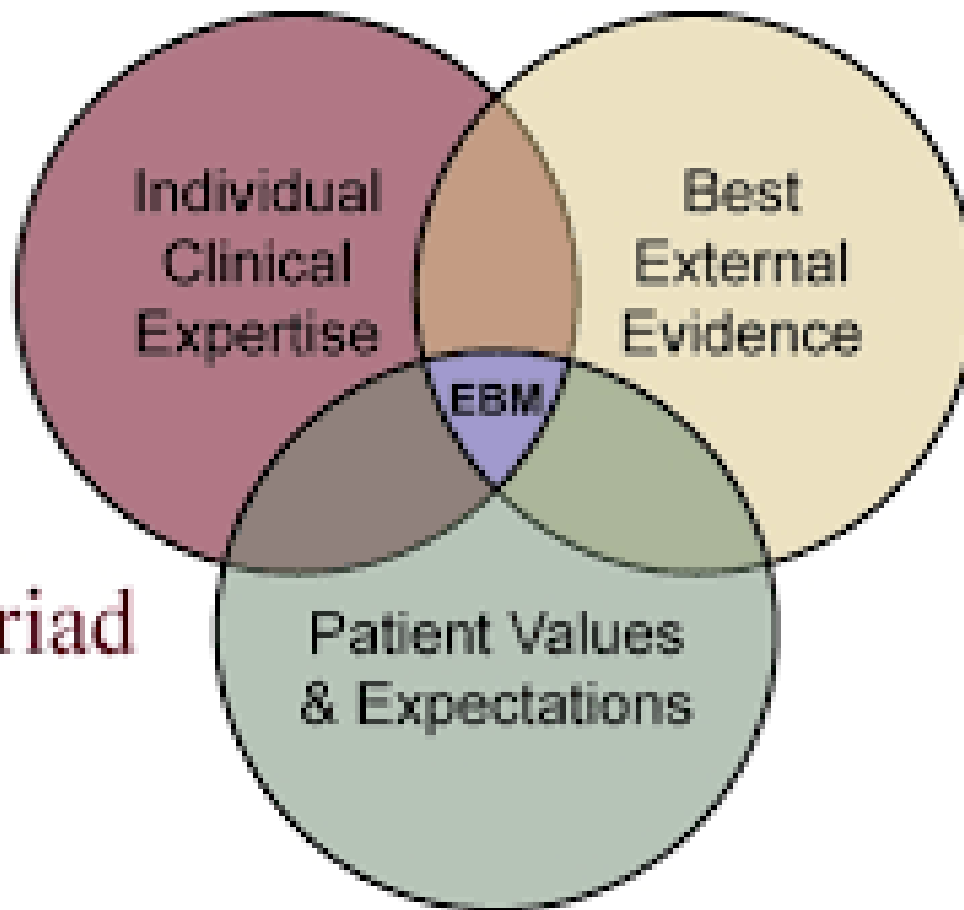 Individual
Clinical
Expertise
Best
External
Evidence
EBM
riad
Patient Values
& Expectations